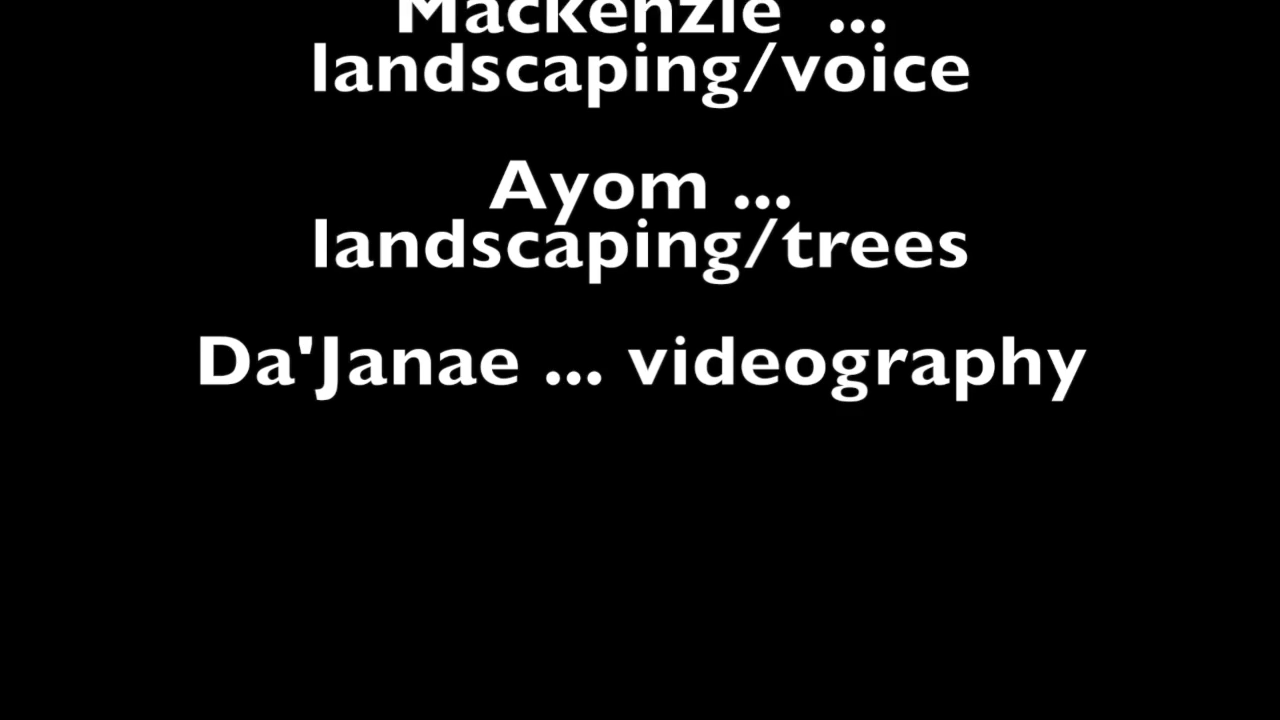 Mackenzie ...
landscaping/voice
Ayom ...
landscaping/trees
Da'Janae ... videography